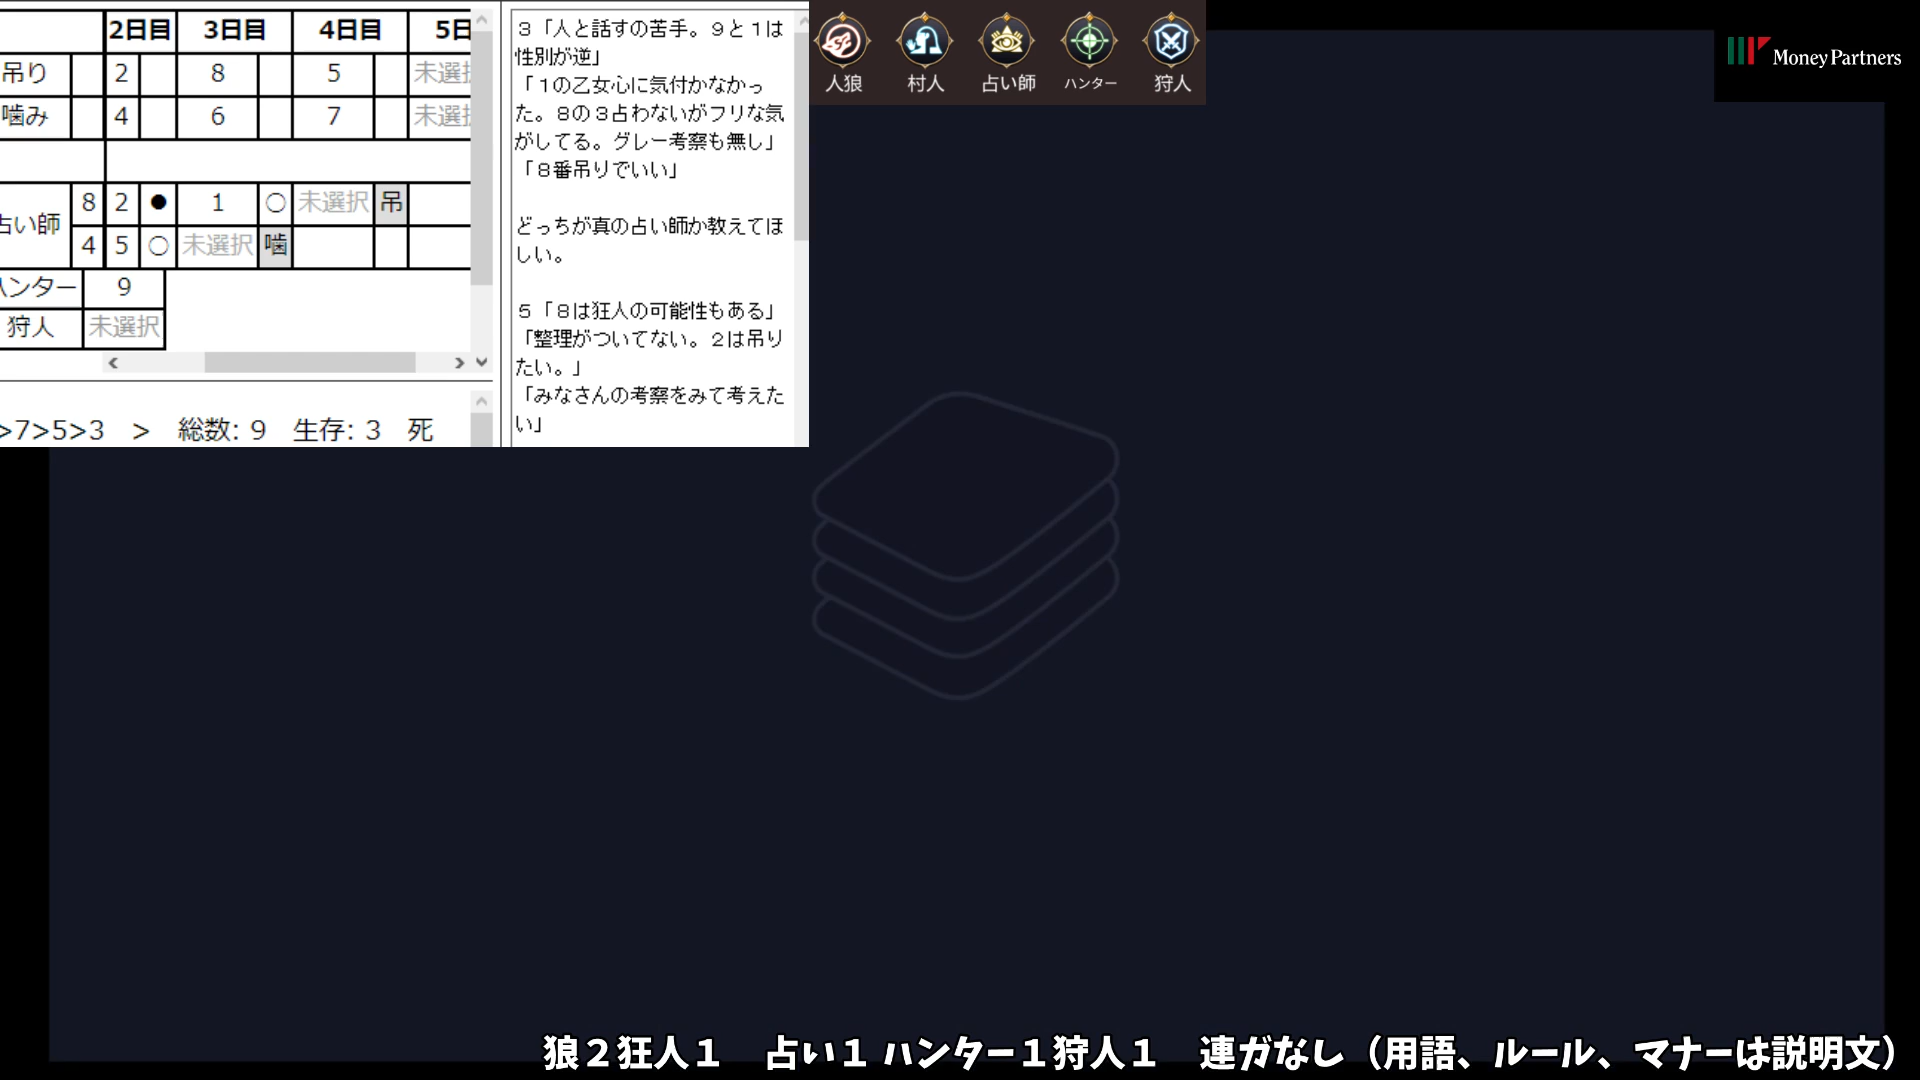 2日目 3日目 4日目 5日
吊り 2 8 5 未選
噛み 4 6 7 未選
占い師 8 2 ● 1 ○ 未選択 吊
4 5 ○ 未選択 噛
ハンター 9
狩人 未選択
>7>5>3 > 総数: 9 生存: 3 死
３「人と話すの苦手。９と１は
性別が逆」
「１の乙女心に気付かなかっ
た。８の３占わないがフリな気
がしてる。グレー考察も無し」
「８番吊りでいい」
どっちが真の占い師か教えてほ
しい。
５「８は狂人の可能性もある」
「整理がついてない。２は吊り
たい。」
「みなさんの考察をみて考えた
い」
人狼 村人 占い師 ハンター 狩人
Money Partners
狼２狂人１　占い１ ハンター１狩人１　連ガなし（用語、ルール、マナーは説明文）